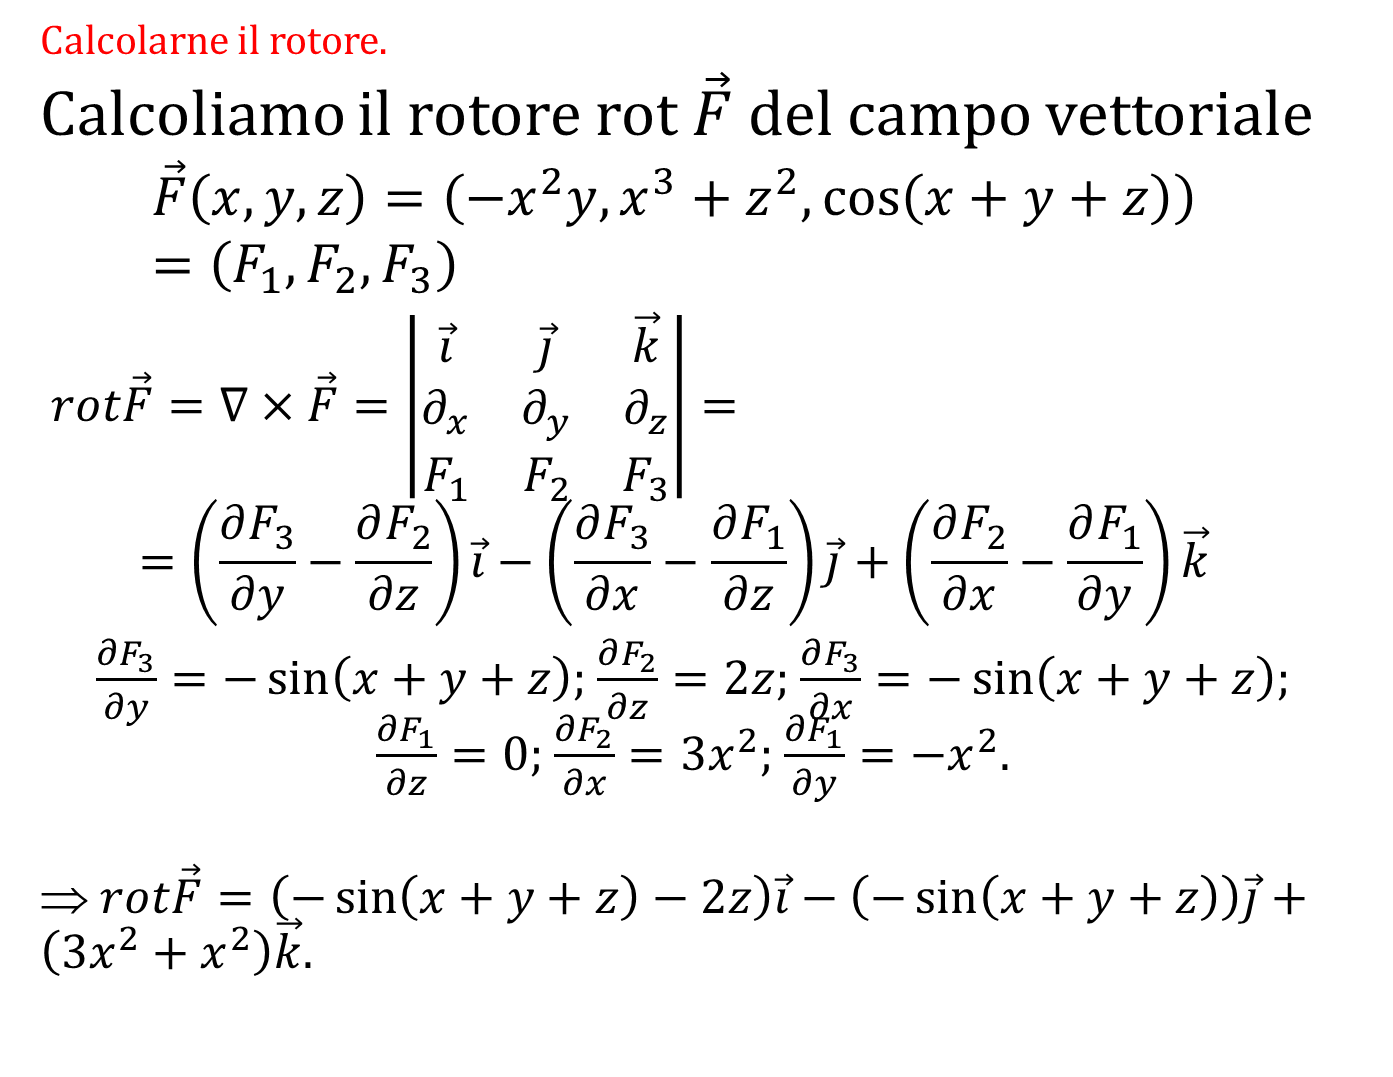 Calcolarne il rotore.
Calcoliamo il rotore rot F⃗ del campo vettoriale
F⃗(x, y, z) = (−x²y, x³ + z², cos(x + y + z))
= (F₁, F₂, F₃)
rotF⃗ = ∇ × F⃗ = | i⃗ j⃗ k⃗ ; ∂ₓ ∂_y ∂_z ; F₁ F₂ F₃ | =
= (∂F₃/∂y − ∂F₂/∂z) i⃗ − (∂F₃/∂x − ∂F₁/∂z) j⃗ + (∂F₂/∂x − ∂F₁/∂y) k⃗
∂F₃/∂y = − sin(x + y + z); ∂F₂/∂z = 2z; ∂F₃/∂x = − sin(x + y + z);
∂F₁/∂z = 0; ∂F₂/∂x = 3x²; ∂F₁/∂y = −x².
⇒ rotF⃗ = (− sin(x + y + z) − 2z)i⃗ − (− sin(x + y + z))j⃗ +
(3x² + x²)k⃗.